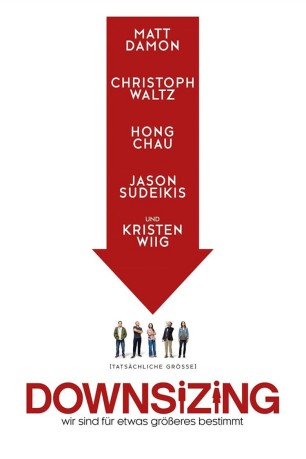 MATT
DAMON
CHRISTOPH
WALTZ
HONG
CHAU
JASON
SUDEIKIS
UND
KRISTEN
WIIG
[TATSÄCHLICHE GRÖSSE]
DOWNSiZiNG
wir sind für etwas größeres bestimmt